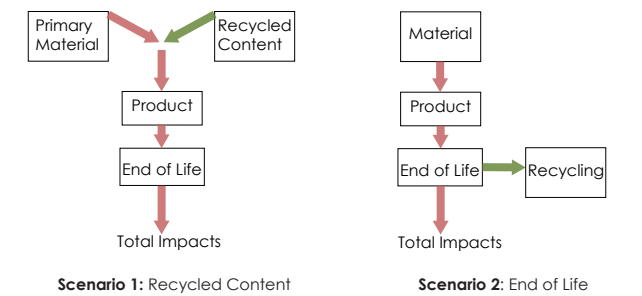 Primary
Material
Recycled
Content
Product
End of Life
Total Impacts
Scenario 1: Recycled Content
Material
Product
End of Life
Recycling
Total Impacts
Scenario 2: End of Life